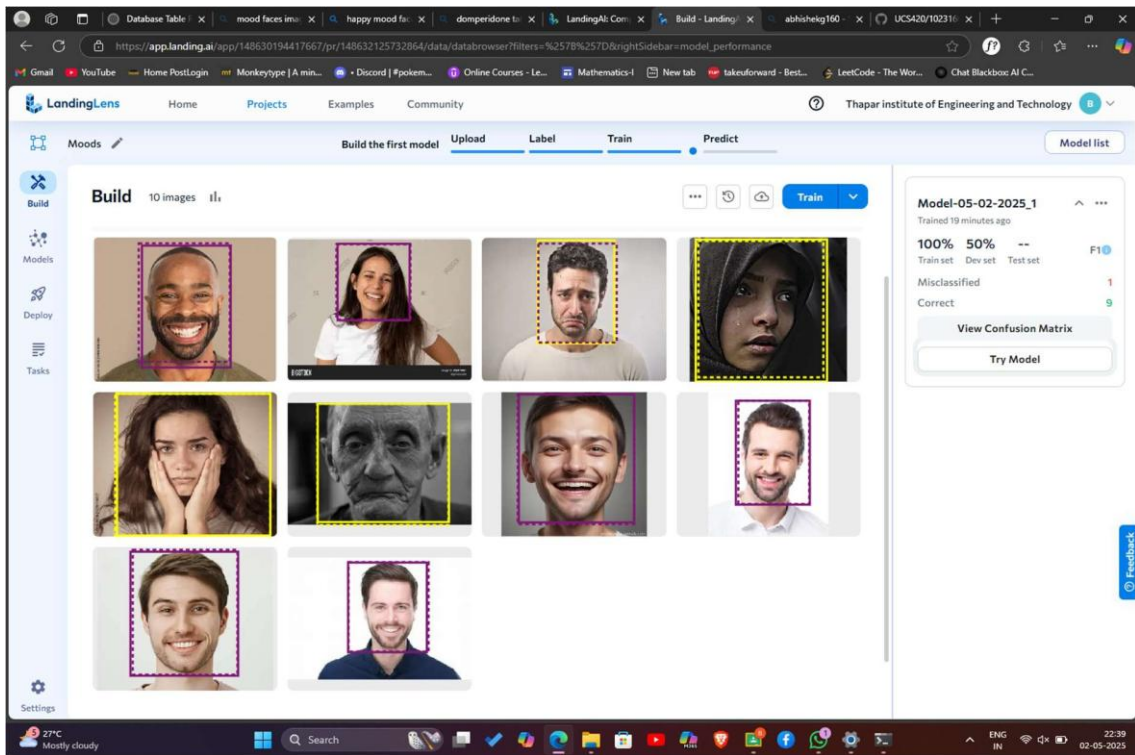 Database Table F
mood faces ima
happy mood fac
domperidone ta
LandingAI: Com
Build - LandingA
abhishekg160 -
UCS420/102316
https://app.landing.ai/app/148630194417667/pr/148632125732864/data/databrowser?filters=%257B%257D&rightSidebar=model_performance
Gmail YouTube Home PostLogin Monkeytype | A min... • Discord | #pokem... Online Courses - Le... Mathematics-I New tab takeuforward - Best... LeetCode - The Wor... Chat Blackbox: AI C...
LandingLens Home Projects Examples Community Thapar institute of Engineering and Technology B
Moods Build the first model Upload Label Train Predict Model list
Build
Models
Deploy
Tasks
Settings
Build 10 images Train
Model-05-02-2025_1
Trained 19 minutes ago
100% 50% -- F1
Train set Dev set Test set
Misclassified 1
Correct 9
View Confusion Matrix
Try Model
Feedback
27°C
Mostly cloudy
Search
ENG
IN
22:39
02-05-2025